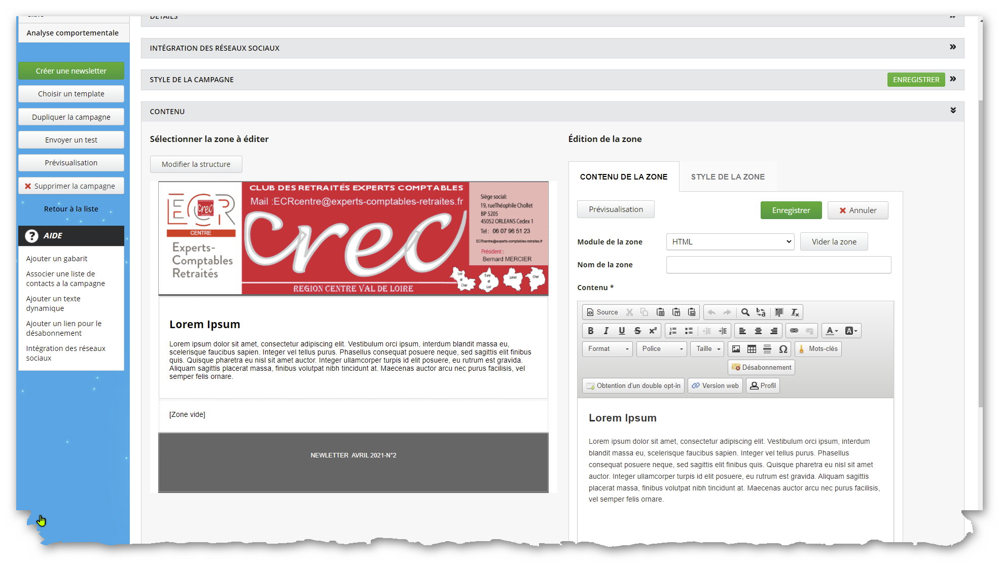 Analyse comportementale
Créer une newsletter
Choisir un template
Dupliquer la campagne
Envoyer un test
Prévisualisation
Supprimer la campagne
Retour à la liste
? AIDE
Ajouter un gabarit
Associer une liste de
contacts a la campagne
Ajouter un texte
dynamique
Ajouter un lien pour le
désabonnement
Intégration des réseaux
sociaux
DÉTAILS
INTÉGRATION DES RÉSEAUX SOCIAUX
STYLE DE LA CAMPAGNE
ENREGISTRER
CONTENU
Sélectionner la zone à éditer
Modifier la structure
ECR
crec
CENTRE
Experts-
Comptables
Retraités
CLUB DES RETRAITÉS EXPERTS COMPTABLES
Mail :ECRcentre@experts-comptables-retraites.fr
crec
REGION CENTRE VAL DE LOIRE
Siège social:
19, rueThéophile Chollet
BP 5205
45052 ORLEANS Cedex 1
Tel : 06 07 96 51 23
ECRcentre@experts-comptables-retraites.fr
Président :
Bernard MERCIER
Loir
et
Cher
Eure
et
Loir
Loiret
Cher
Lorem Ipsum
Lorem ipsum dolor sit amet, consectetur adipiscing elit. Vestibulum orci ipsum, interdum blandit massa eu,
scelerisque faucibus sapien. Integer vel tellus purus. Phasellus consequat posuere neque, sed sagittis elit finibus
quis. Quisque pharetra eu nisl sit amet auctor. Integer ullamcorper turpis id elit posuere, eu rutrum est gravida.
Aliquam sagittis placerat massa, finibus volutpat nibh tincidunt at. Maecenas auctor arcu nec purus facilisis, vel
semper felis ornare.
[Zone vide]
NEWLETTER AVRIL 2021-N°2
Édition de la zone
CONTENU DE LA ZONE
STYLE DE LA ZONE
Prévisualisation
Enregistrer
Annuler
Module de la zone
HTML
Vider la zone
Nom de la zone
Contenu *
Source
Format
Police
Taille
Mots-clés
Désabonnement
Obtention d'un double opt-in
Version web
Profil
Lorem Ipsum
Lorem ipsum dolor sit amet, consectetur adipiscing elit. Vestibulum orci ipsum, interdum
blandit massa eu, scelerisque faucibus sapien. Integer vel tellus purus. Phasellus
consequat posuere neque, sed sagittis elit finibus quis. Quisque pharetra eu nisl sit amet
auctor. Integer ullamcorper turpis id elit posuere, eu rutrum est gravida. Aliquam sagittis
placerat massa, finibus volutpat nibh tincidunt at. Maecenas auctor arcu nec purus facilisis,
vel semper felis ornare.